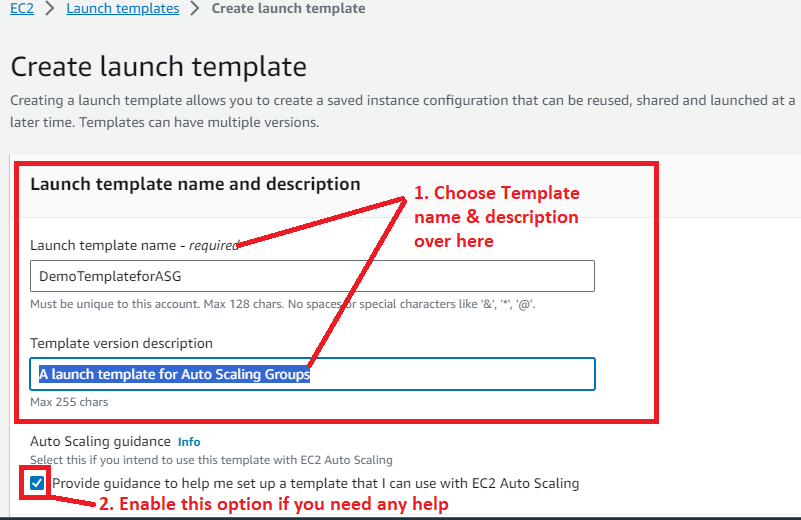 EC2 > Launch templates > Create launch template
Create launch template
Creating a launch template allows you to create a saved instance configuration that can be reused, shared and launched at a
later time. Templates can have multiple versions.
Launch template name and description
1. Choose Template
name & description
over here
Launch template name - required
DemoTemplateforASG
Must be unique to this account. Max 128 chars. No spaces or special characters like '&', '*', '@'.
Template version description
A launch template for Auto Scaling Groups
Max 255 chars
Auto Scaling guidance Info
Select this if you intend to use this template with EC2 Auto Scaling
Provide guidance to help me set up a template that I can use with EC2 Auto Scaling
2. Enable this option if you need any help